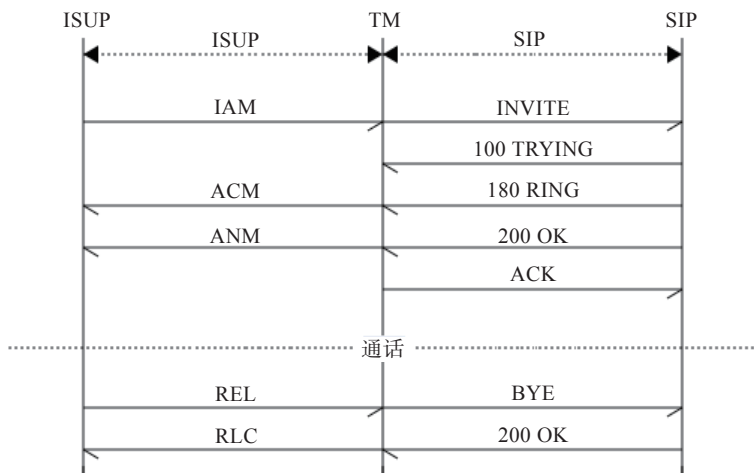 ISUP TM SIP
ISUP SIP
IAM INVITE
100 TRYING
ACM 180 RING
ANM 200 OK
ACK
通话
REL BYE
RLC 200 OK